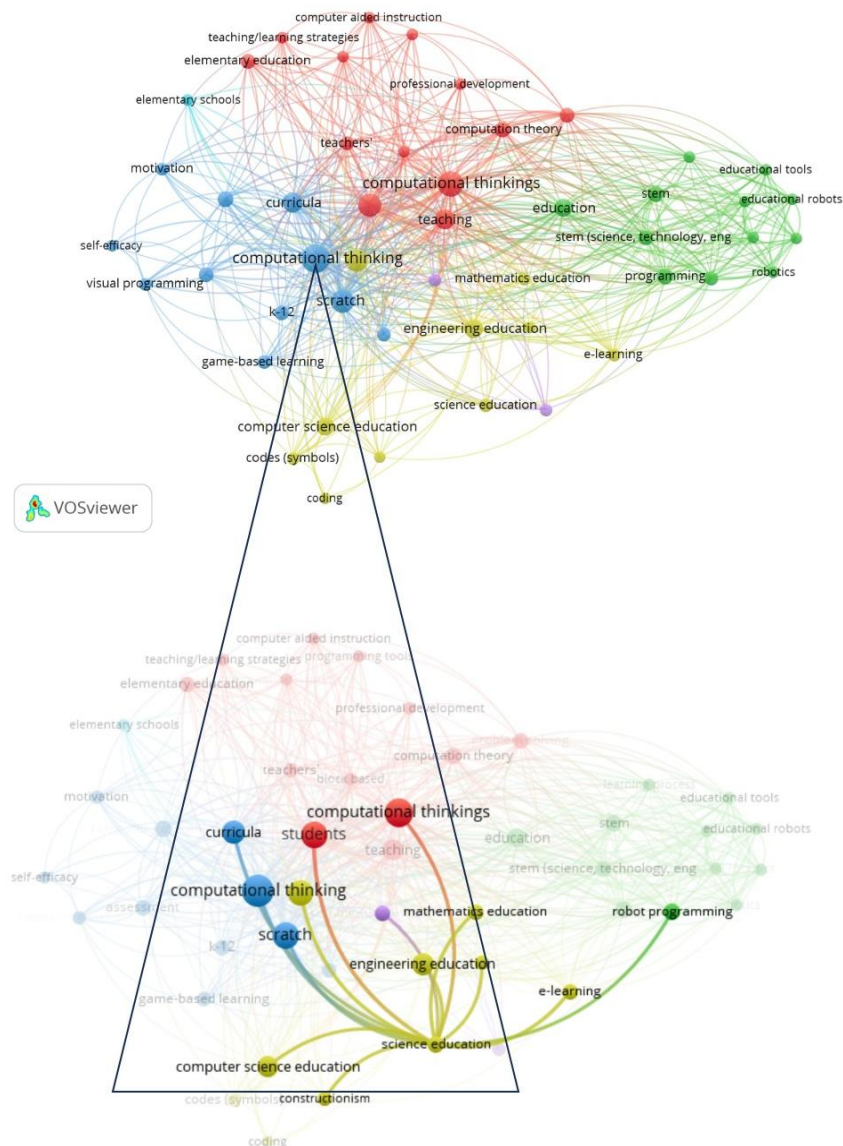 computer aided instruction
teaching/learning strategies
elementary education
professional development
elementary schools
computation theory
teachers'
motivation
educational tools
computational thinkings
stem
educational robots
curricula
education
teaching
stem (science, technology, eng
self-efficacy
computational thinking
visual programming
mathematics education
programming
robotics
scratch
k-12
engineering education
game-based learning
e-learning
science education
computer science education
codes (symbols)
coding
VOSviewer
computer aided instruction
teaching/learning strategies
programming tools
elementary education
professional development
elementary schools
computation theory
teachers'
learning process
motivation
educational tools
computational thinkings
stem
curricula
students
education
educational robots
teaching
stem (science, technology, eng
self-efficacy
computational thinking
assessment
mathematics education
robot programming
scratch
k-12
engineering education
game-based learning
e-learning
science education
computer science education
codes (symbols)
constructionism
coding